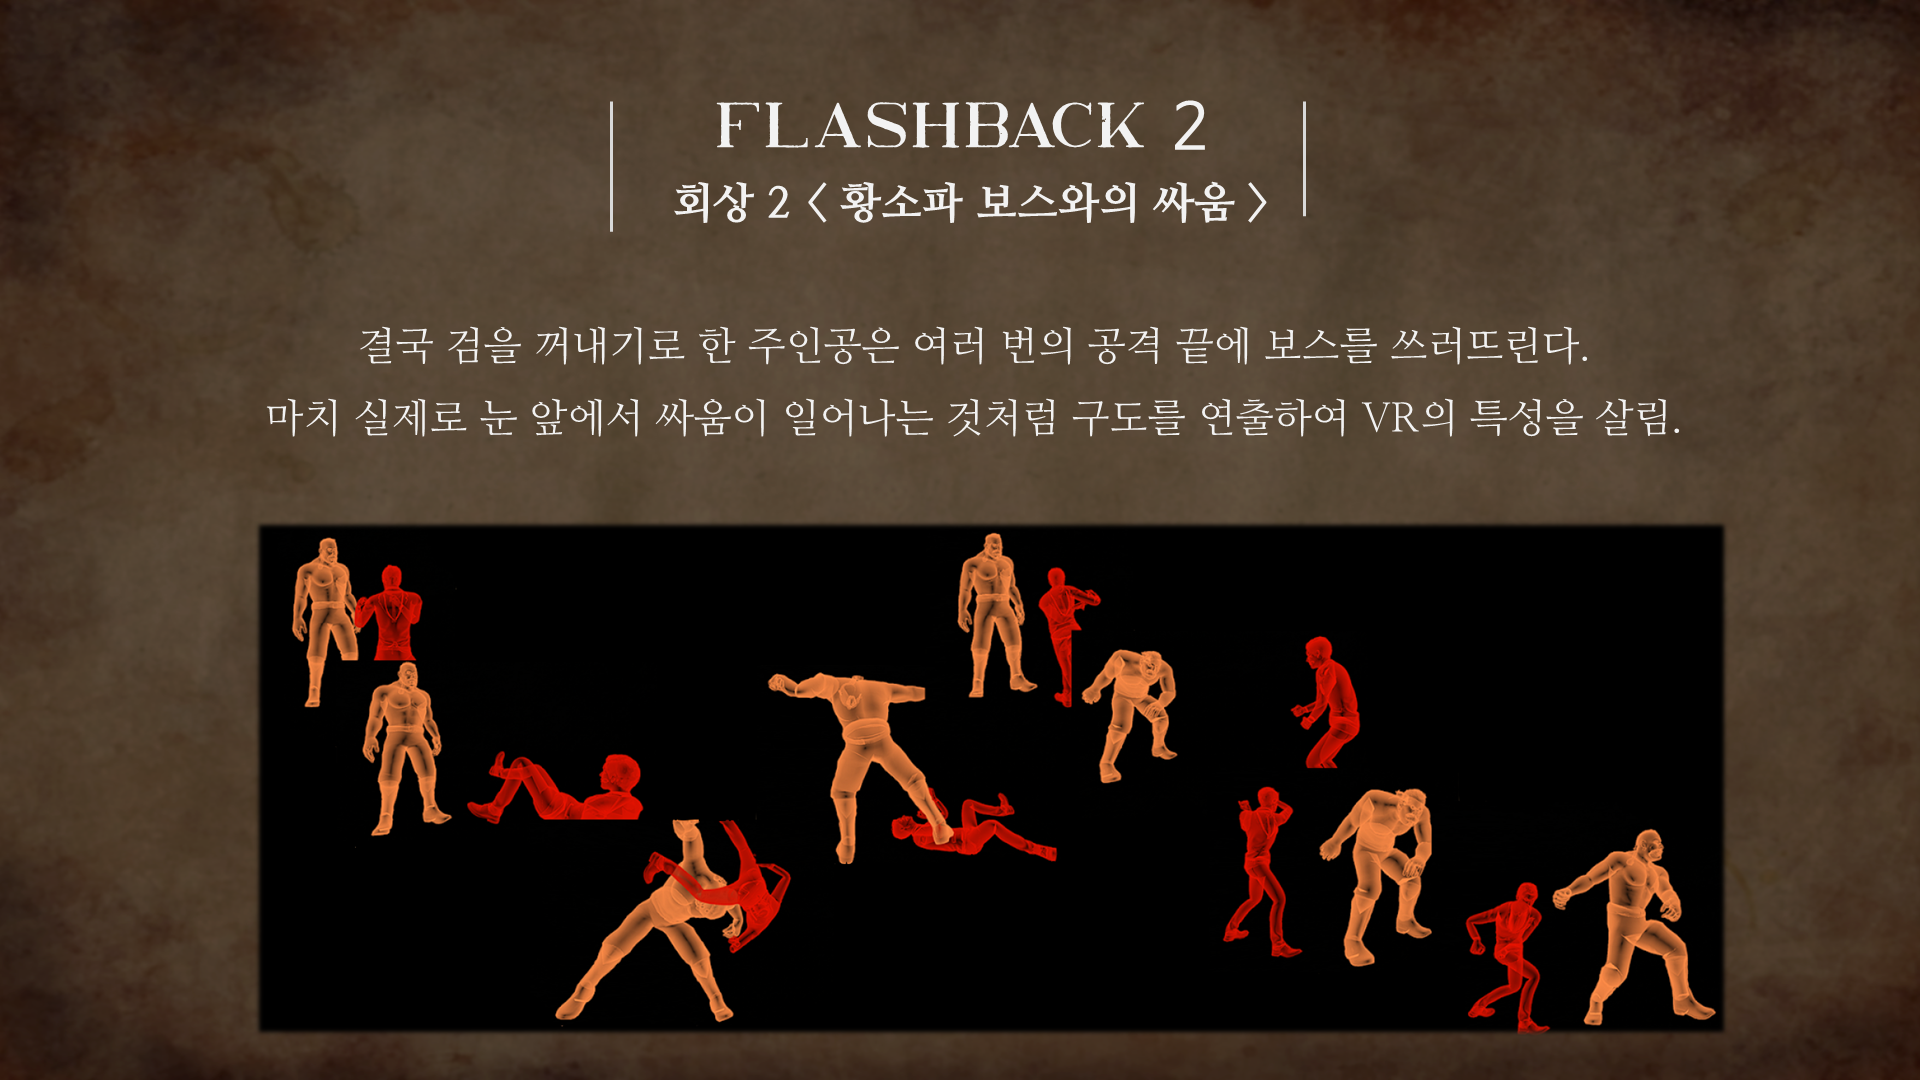 FLASHBACK 2
회상 2 〈 황소파 보스와의 싸움 〉
결국 검을 꺼내기로 한 주인공은 여러 번의 공격 끝에 보스를 쓰러뜨린다.
마치 실제로 눈 앞에서 싸움이 일어나는 것처럼 구도를 연출하여 VR의 특성을 살림.